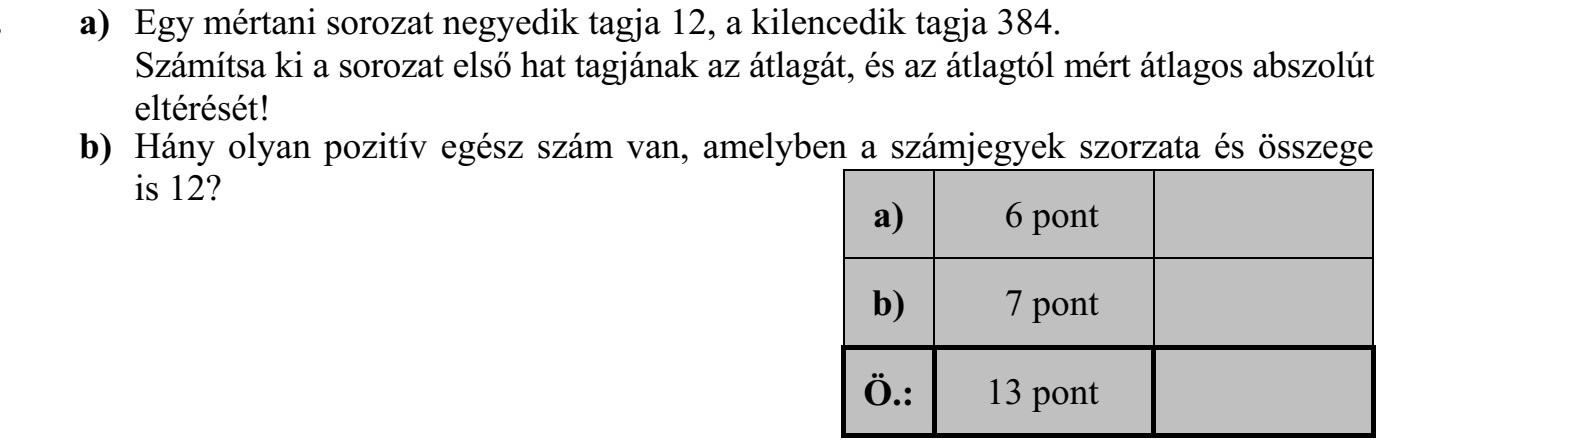 a) Egy mértani sorozat negyedik tagja 12, a kilencedik tagja 384.
Számítsa ki a sorozat első hat tagjának az átlagát, és az átlagtól mért átlagos abszolút
eltérését!
b) Hány olyan pozitív egész szám van, amelyben a számjegyek szorzata és összege
is 12?
a) 6 pont
b) 7 pont
Ö.: 13 pont